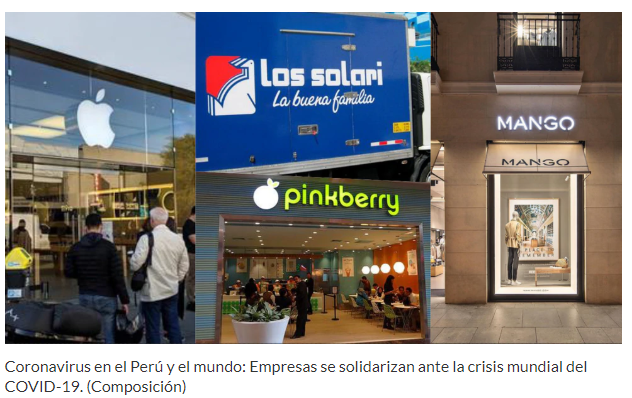 los solari
La buena familia
pinkberry
MANGO
MANGO
Coronavirus en el Perú y el mundo: Empresas se solidarizan ante la crisis mundial del
COVID-19. (Composición)